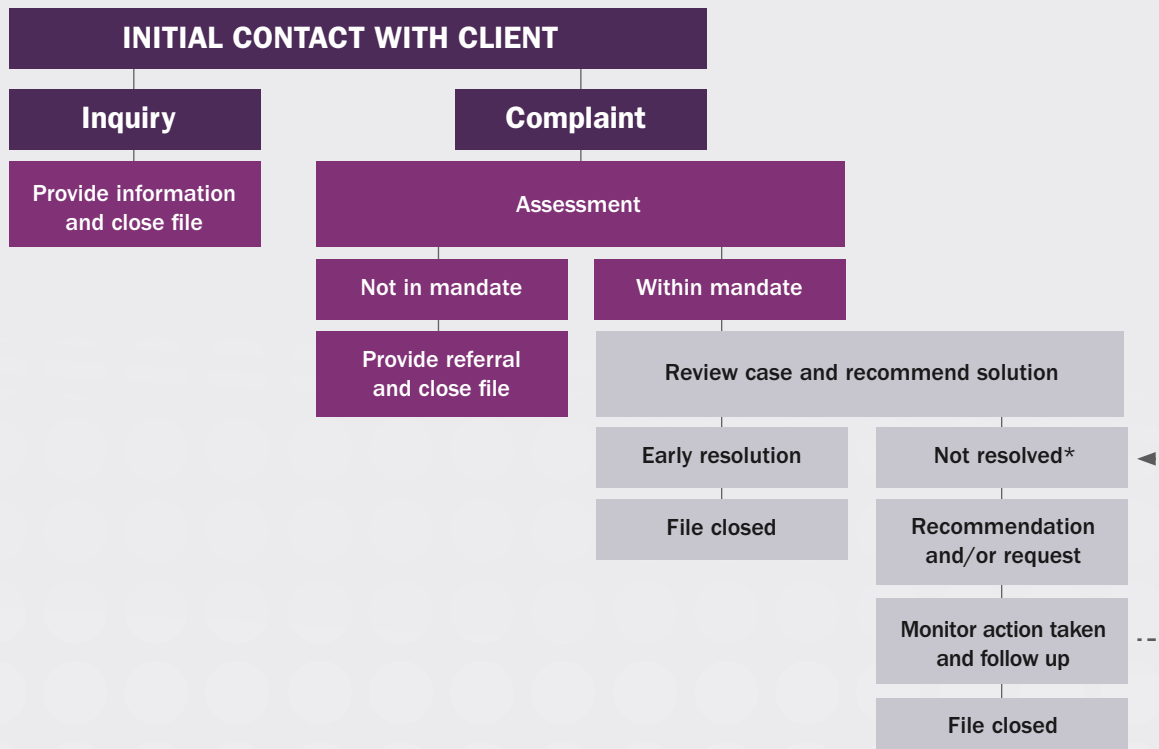 INITIAL CONTACT WITH CLIENT
Inquiry
Complaint
Provide information
and close file
Assessment
Not in mandate
Within mandate
Provide referral
and close file
Review case and recommend solution
Early resolution
Not resolved*
File closed
Recommendation
and/or request
Monitor action taken
and follow up
File closed